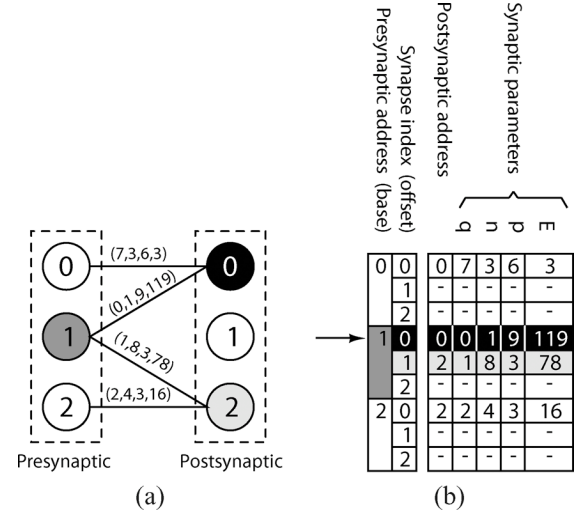 Presynaptic address (base)
Synapse index (offset)
Postsynaptic address
Synaptic parameters
q n p E
0 (7,3,6,3) 0
1 (0,1,9,119) 1
(1,8,3,78)
2 (2,4,3,16) 2
Presynaptic Postsynaptic
(a)
0 0 0 7 3 6 3
1 - - - - -
2 - - - - -
1 0 0 0 1 9 119
1 2 1 8 3 78
2 - - - - -
2 0 2 2 4 3 16
1 - - - - -
2 - - - - -
(b)